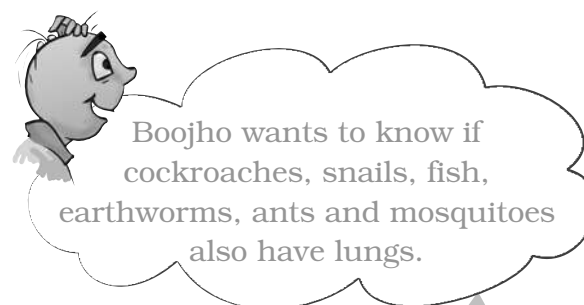 Boojho wants to know if
cockroaches, snails, fish,
earthworms, ants and mosquitoes
also have lungs.